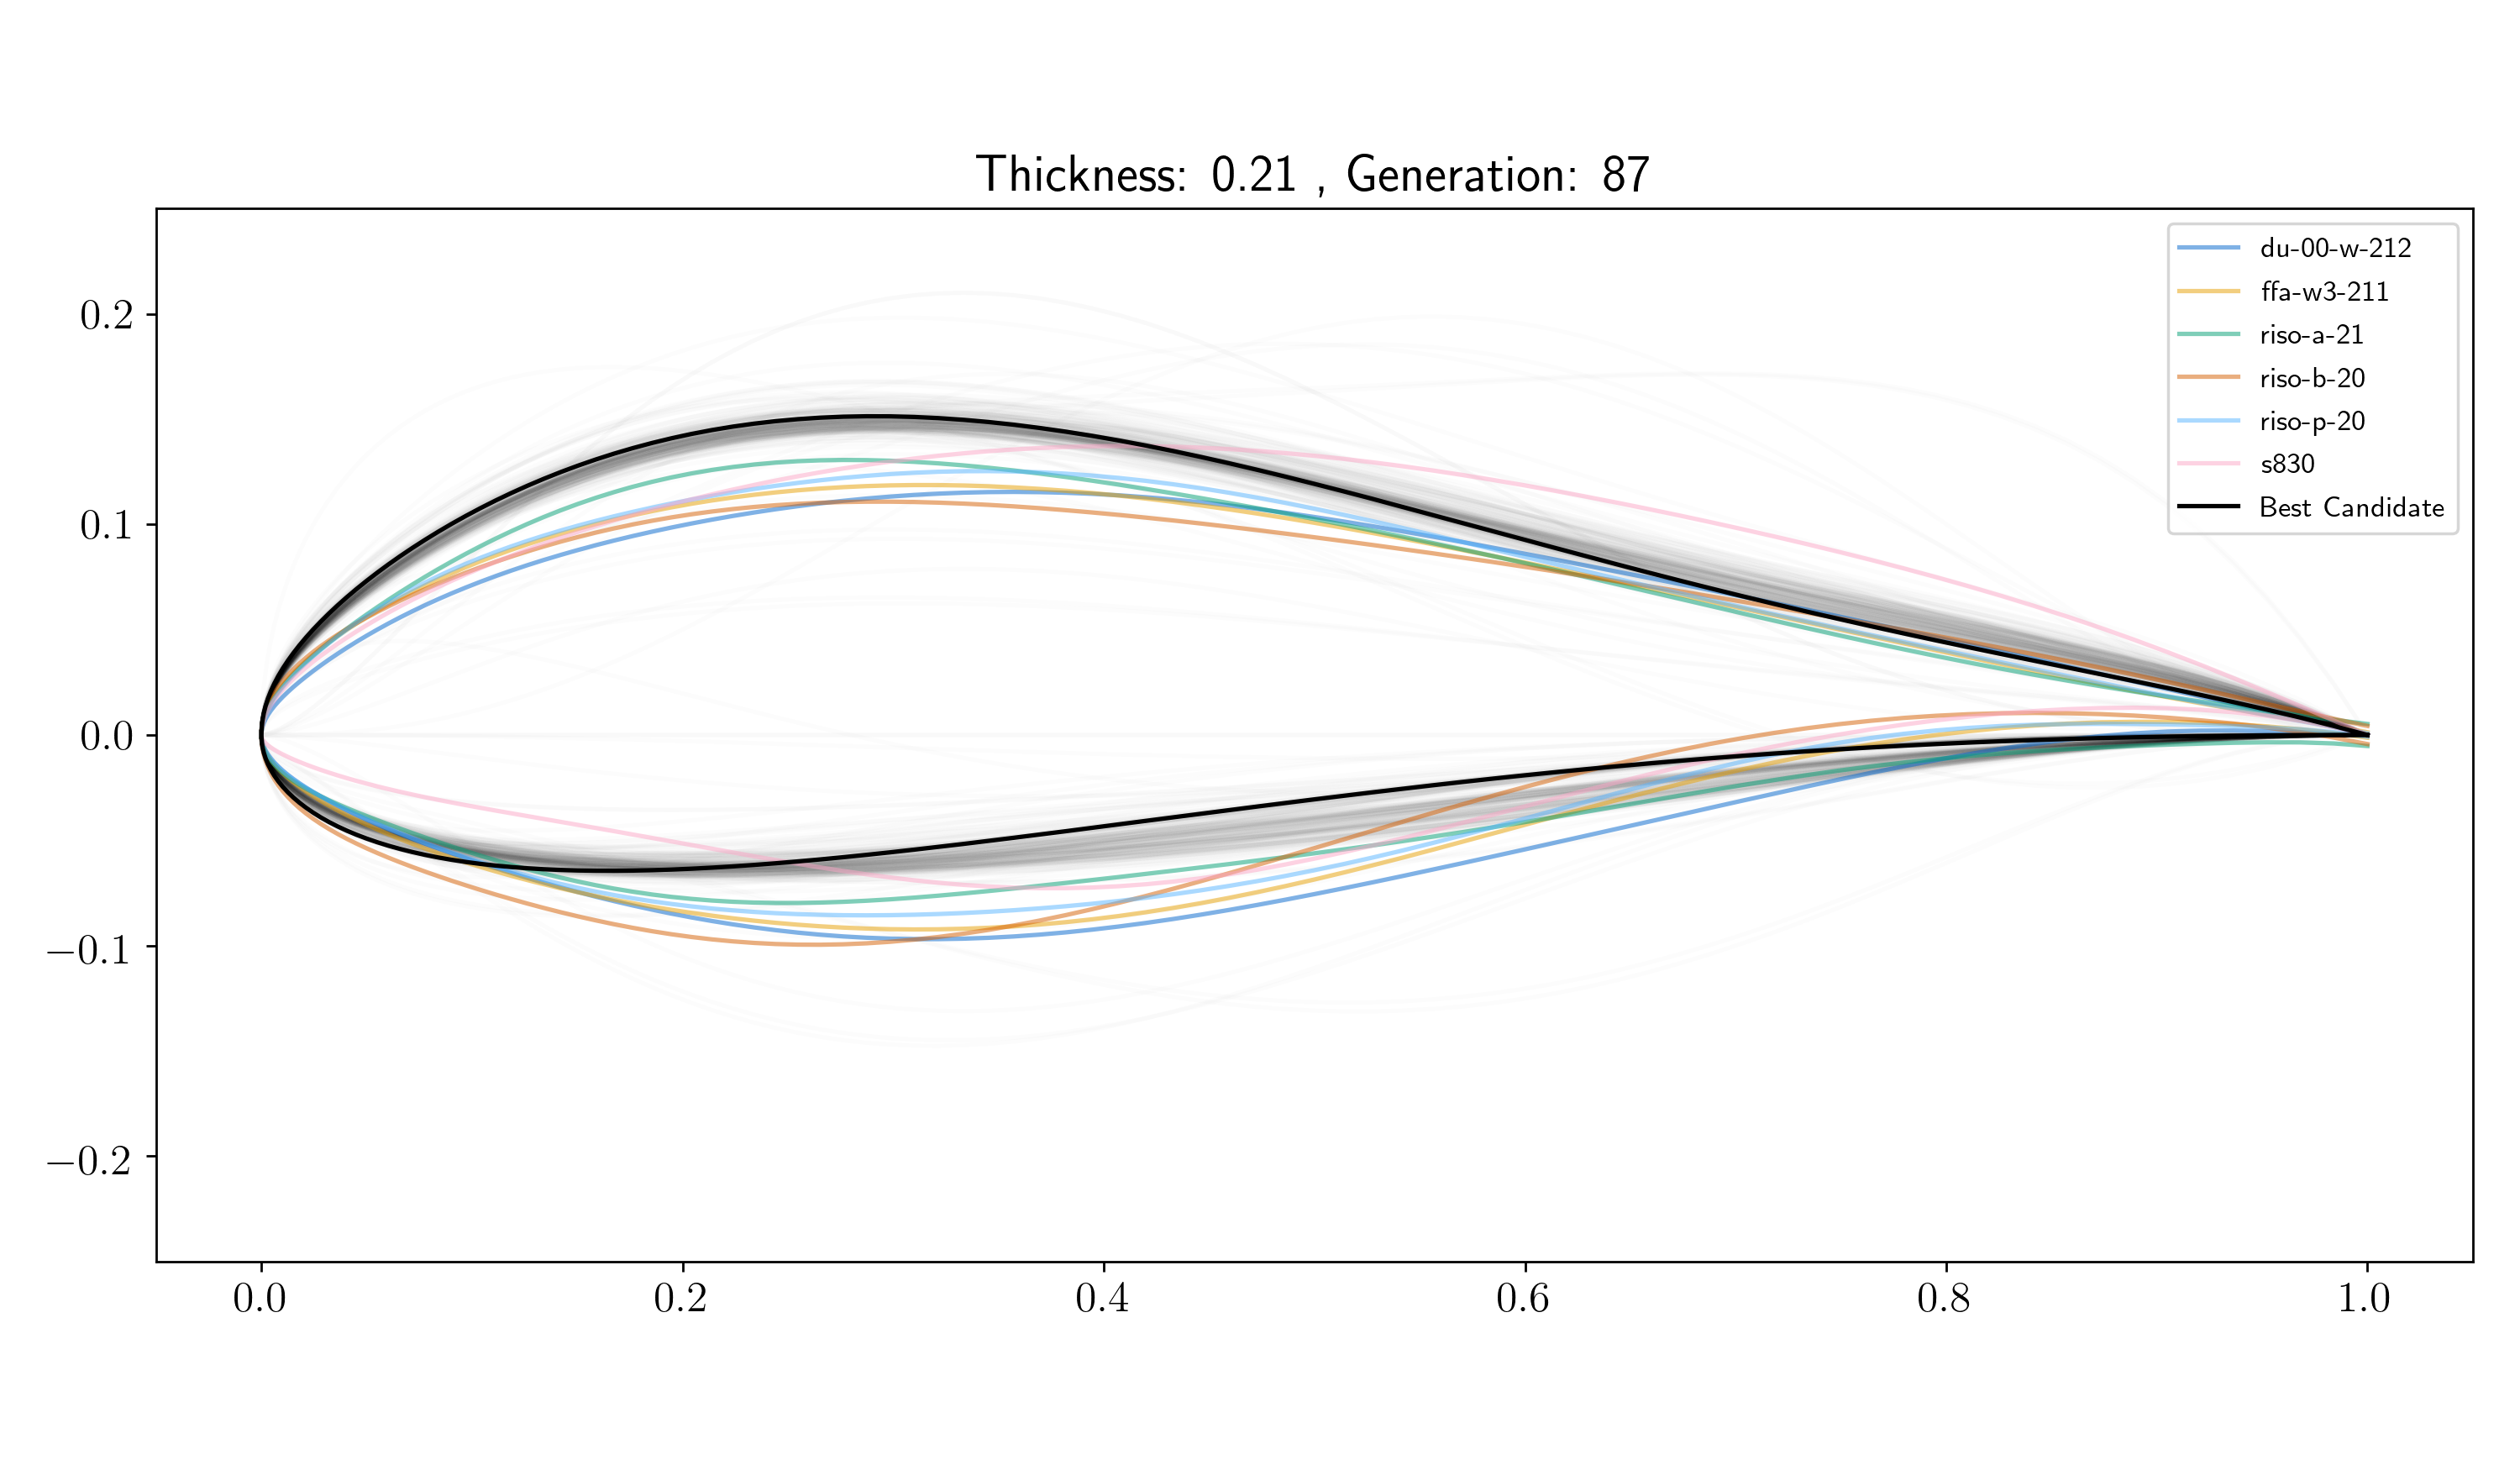 Thickness: 0.21 , Generation: 87
du-00-w-212
ffa-w3-211
riso-a-21
riso-b-20
riso-p-20
s830
Best Candidate
0.2
0.1
0.0
−0.1
−0.2
0.0 0.2 0.4 0.6 0.8 1.0